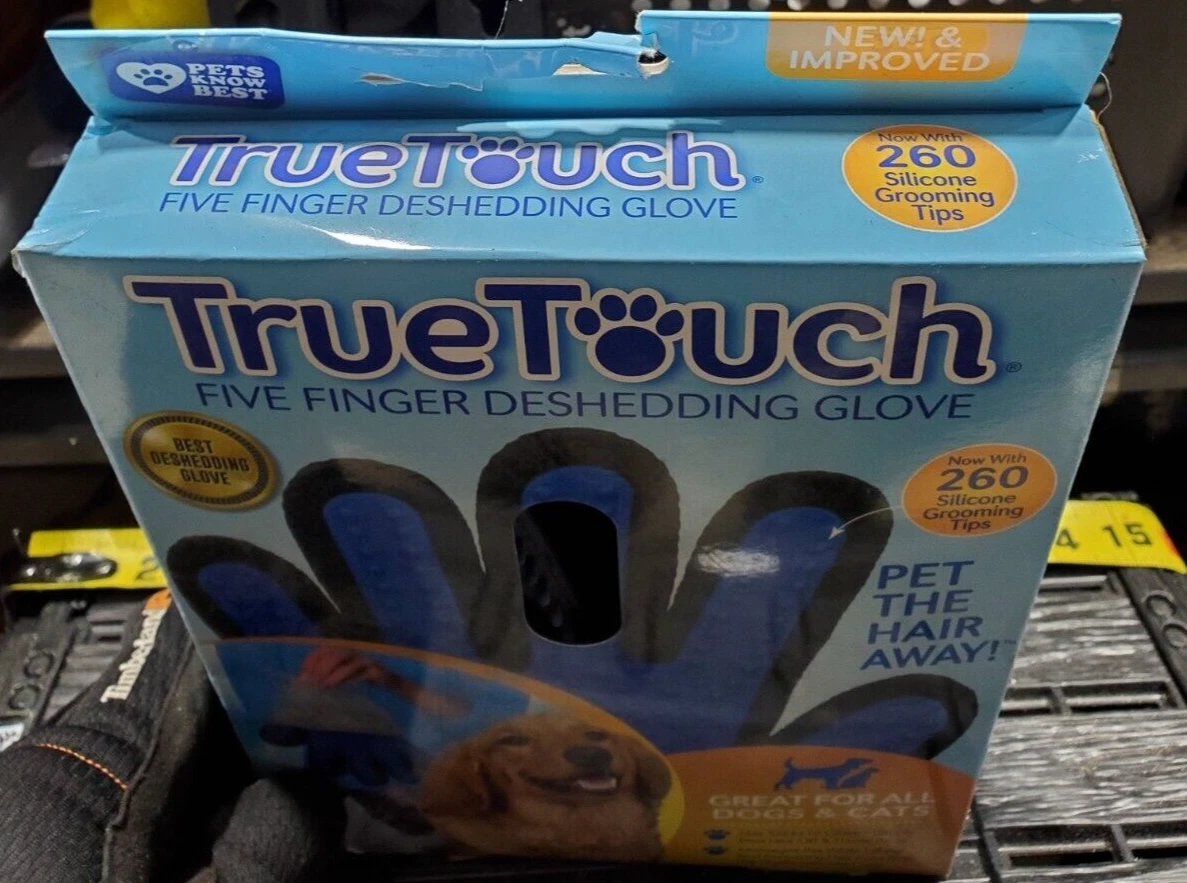 PETS
KNOW
BEST
NEW! &
IMPROVED
TrueTouch®
FIVE FINGER DESHEDDING GLOVE
Now With
260
Silicone
Grooming
Tips
TrueTouch®
FIVE FINGER DESHEDDING GLOVE
BEST
DESHEDDING
GLOVE
Now With
260
Silicone
Grooming
Tips
PET
THE
HAIR
AWAY!™
4 15
2
Timberland
GREAT FOR ALL
DOGS & CATS